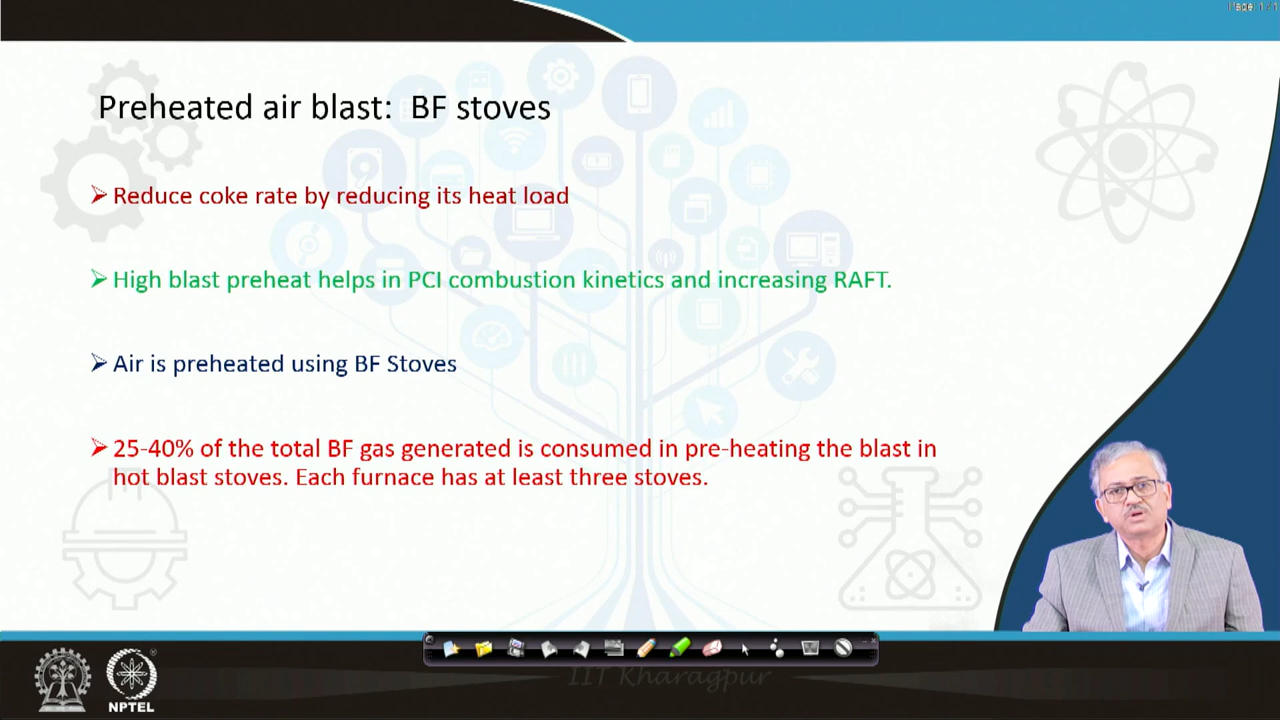 Page: 1 / 1
Preheated air blast: BF stoves
➢ Reduce coke rate by reducing its heat load
➢ High blast preheat helps in PCI combustion kinetics and increasing RAFT.
➢ Air is preheated using BF Stoves
➢ 25-40% of the total BF gas generated is consumed in pre-heating the blast in
hot blast stoves. Each furnace has at least three stoves.
IIT Kharagpur
NPTEL